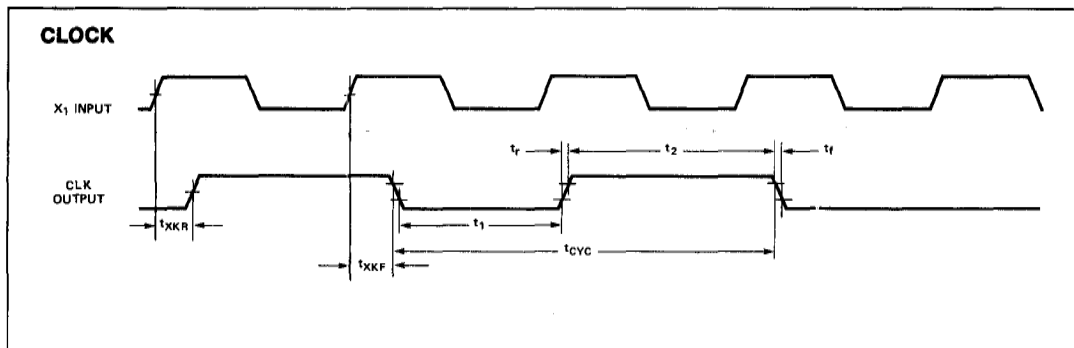 CLOCK
X1 INPUT
tr
t2
tf
CLK
OUTPUT
tXKR
t1
tCYC
tXKF